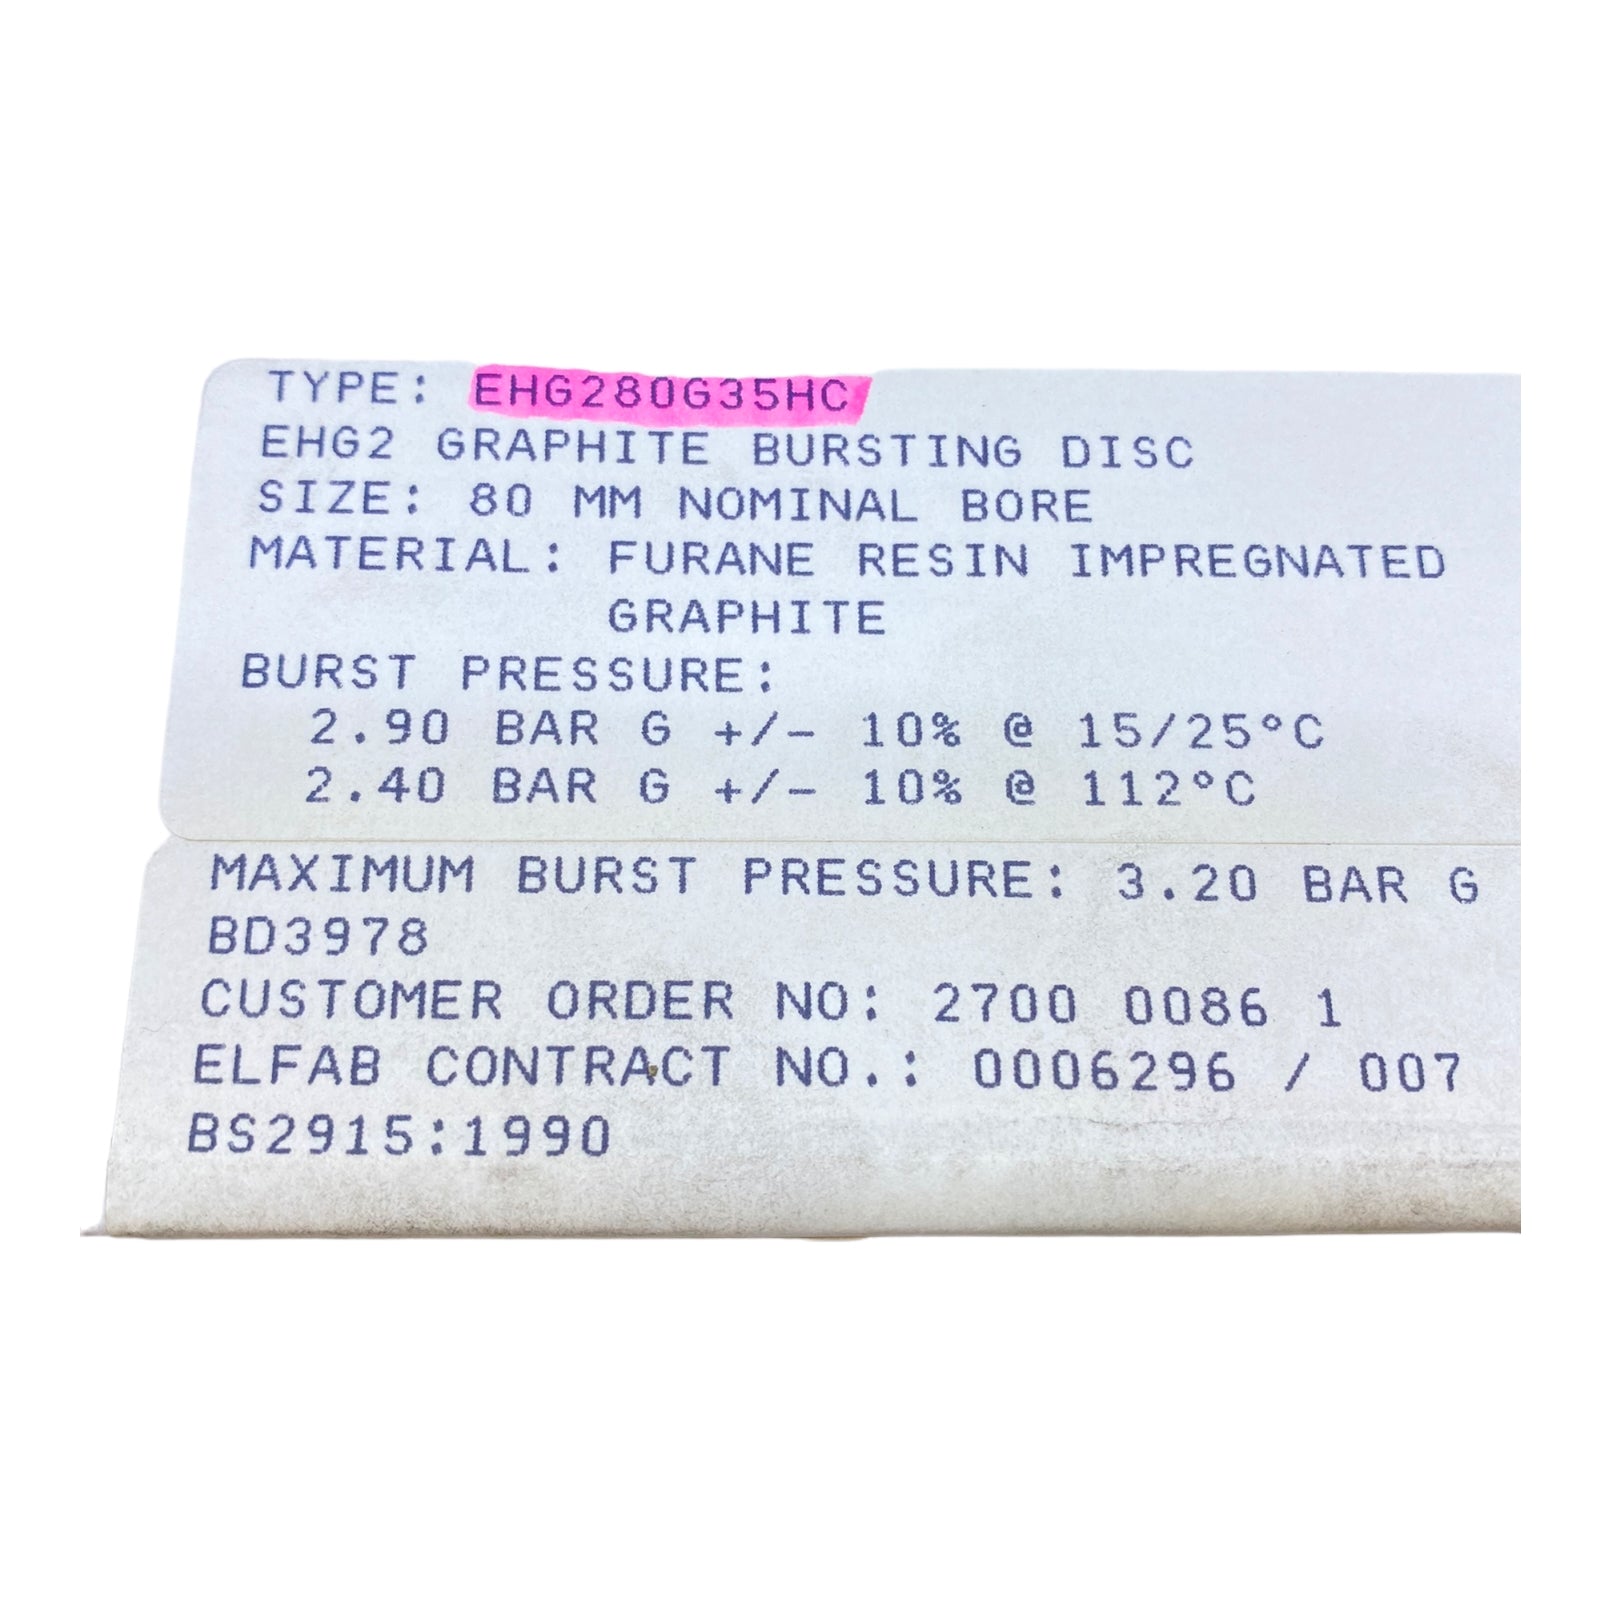 TYPE: EHG280G35HC
EHG2 GRAPHITE BURSTING DISC
SIZE: 80 MM NOMINAL BORE
MATERIAL: FURANE RESIN IMPREGNATED
GRAPHITE
BURST PRESSURE:
2.90 BAR G +/- 10% @ 15/25°C
2.40 BAR G +/- 10% @ 112°C
MAXIMUM BURST PRESSURE: 3.20 BAR G
BD3978
CUSTOMER ORDER NO: 2700 0086 1
ELFAB CONTRACT NO.: 0006296 / 007
BS2915:1990